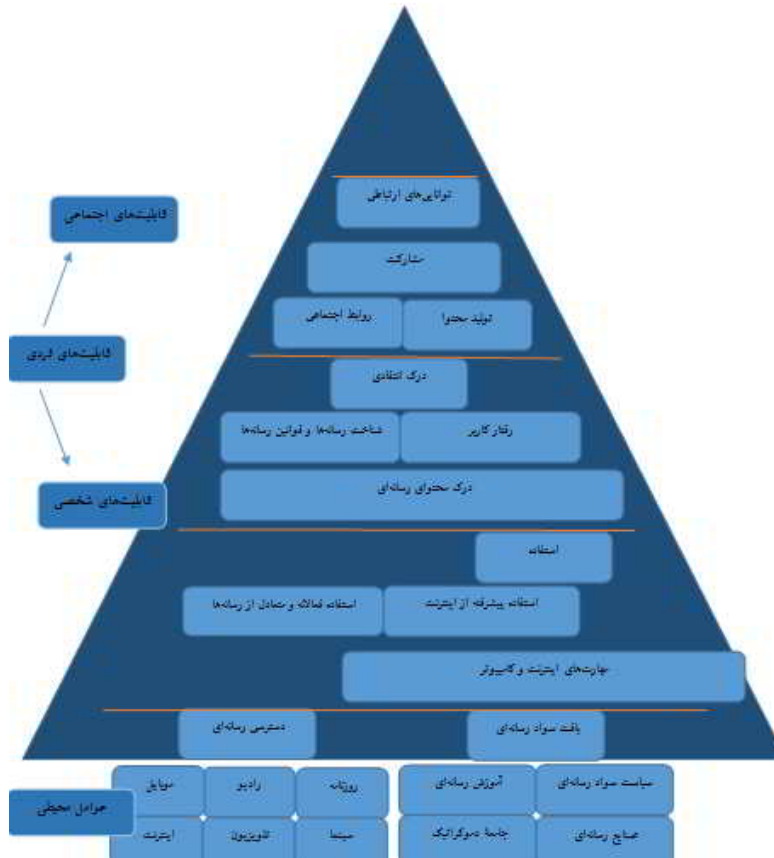 توانایی‌های ارتباطی
قابلیت‌های اجتماعی
مشارکت
تولید محتوا
روابط اجتماعی
قابلیت‌های فردی
درک انتقادی
رفتار کاربر
شناخت رسانه‌ها و قوانین رسانه‌ها
درک محتوای رسانه‌ای
قابلیت‌های شخصی
استفاده
استفاده پیشرفته از اینترنت
استفاده فعالانه و متعادل از رسانه‌ها
مهارت‌های اینترنت و کامپیوتر
بافت سواد رسانه‌ای
دسترسی رسانه‌ای
سیاست سواد رسانه‌ای
آموزش رسانه‌ای
روزنامه
رادیو
موبایل
عوامل محیطی
صنایع رسانه‌ای
جامعۀ دموکراتیک
سینما
تلویزیون
اینترنت